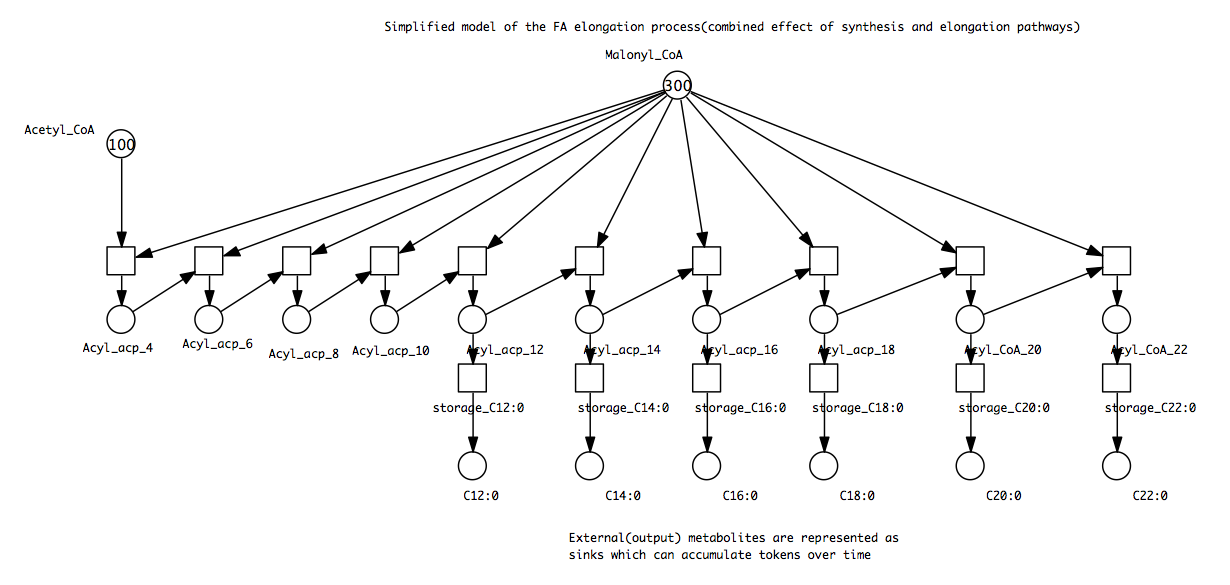 Simplified model of the FA elongation process(combined effect of synthesis and elongation pathways)
Malonyl_CoA
300
Acetyl_CoA
100
Acyl_acp_4
Acyl_acp_6
Acyl_acp_8
Acyl_acp_10
Acyl_acp_12
Acyl_acp_14
Acyl_acp_16
Acyl_acp_18
Acyl_CoA_20
Acyl_CoA_22
storage_C12:0
storage_C14:0
storage_C16:0
storage_C18:0
storage_C20:0
storage_C22:0
C12:0
C14:0
C16:0
C18:0
C20:0
C22:0
External(output) metabolites are represented as
sinks which can accumulate tokens over time